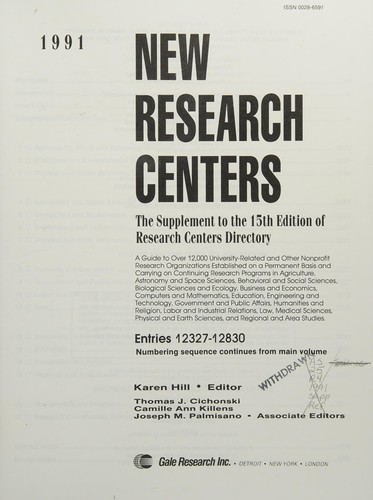 ISSN 0028-6591
1991
NEW
RESEARCH
CENTERS
The Supplement to the 15th Edition of
Research Centers Directory
A Guide to Over 12,000 University-Related and Other Nonprofit
Research Organizations Established on a Permanent Basis and
Carrying on Continuing Research Programs in Agriculture,
Astronomy and Space Sciences, Behavioral and Social Sciences,
Biological Sciences and Ecology, Business and Economics,
Computers and Mathematics, Education, Engineering and
Technology, Government and Public Affairs, Humanities and
Religion, Labor and Industrial Relations, Law, Medical Sciences,
Physical and Earth Sciences, and Regional and Area Studies.
Entries 12327-12830
Numbering sequence continues from main volume
WITHDRAWN
Karen Hill • Editor
Thomas J. Cichonski
Camille Ann Killens
Joseph M. Palmisano • Associate Editors
Gale Research Inc. • DETROIT • NEW YORK • LONDON